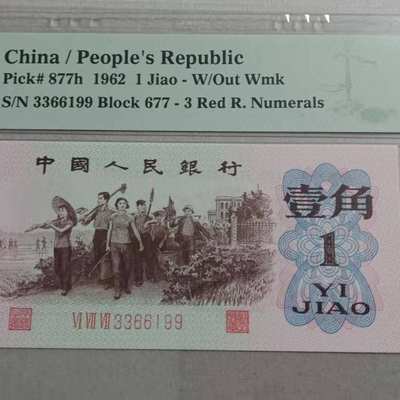 China / People's Republic
Pick# 877h 1962 1 Jiao - W/Out Wmk
S/N 3366199 Block 677 - 3 Red R. Numerals
中國人民銀行
壹角
1
YI
JIAO
Ⅵ Ⅶ Ⅶ 3366199